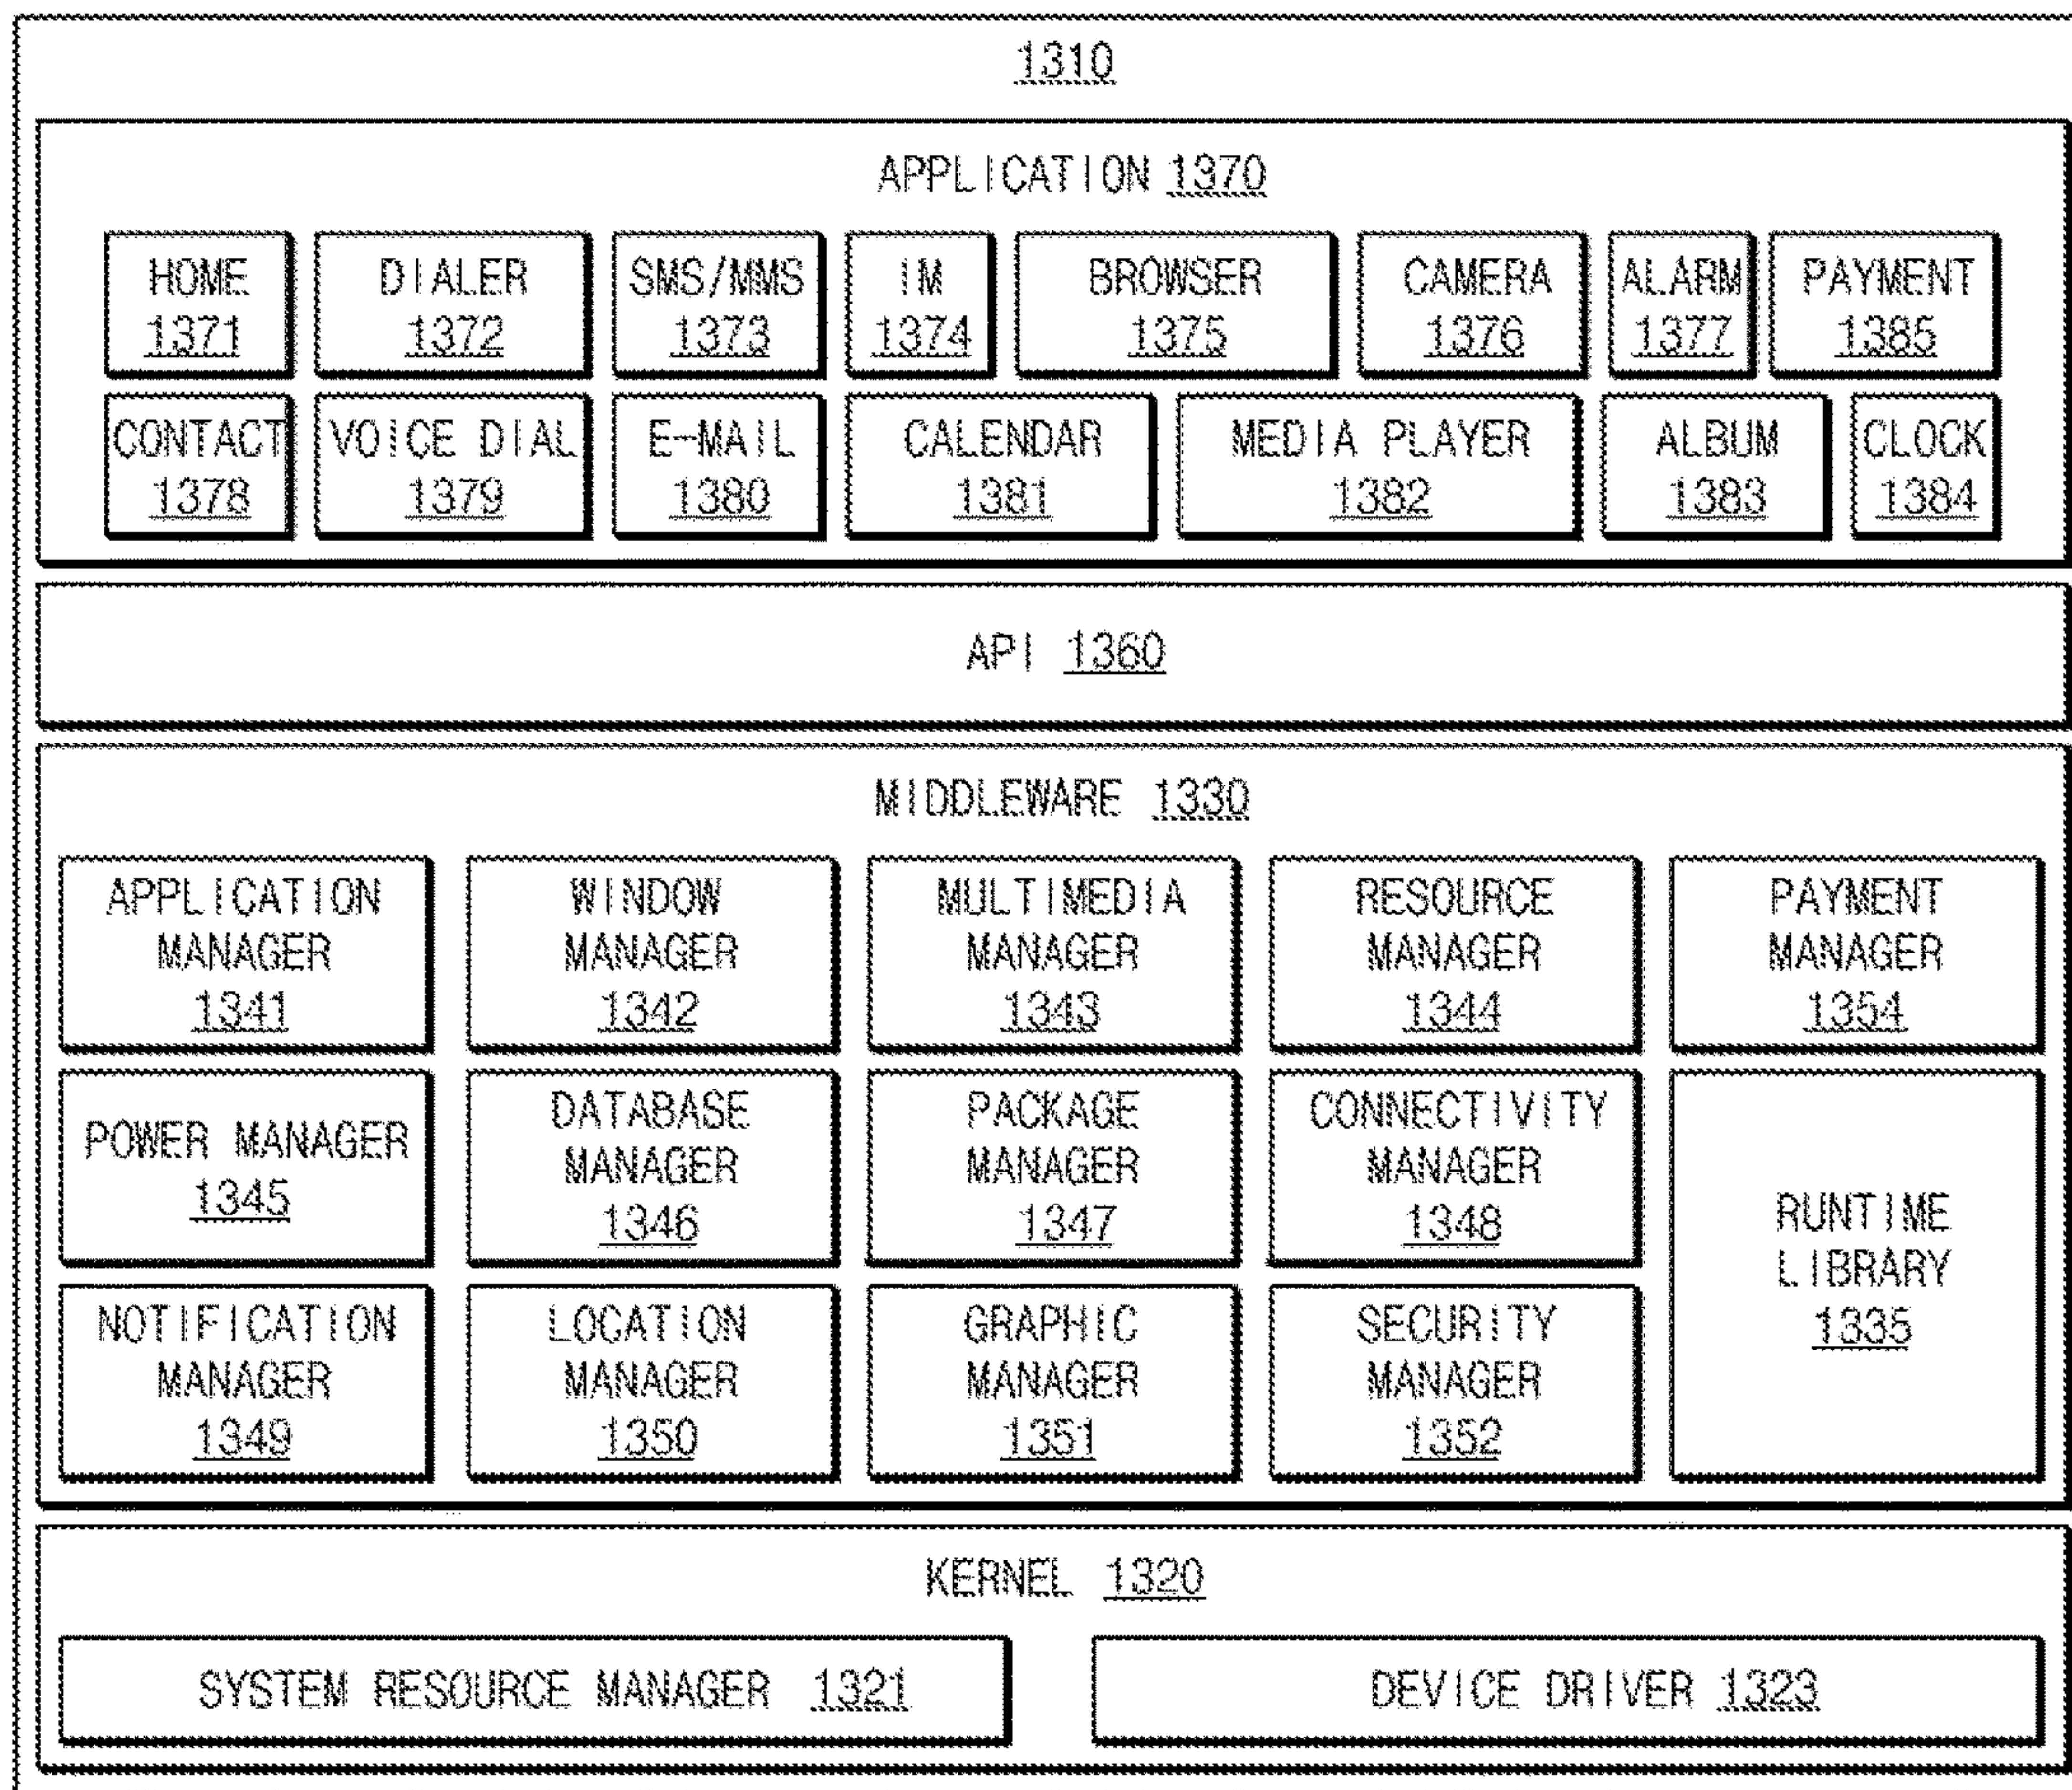 1310
APPLICATION 1370
HOME
1371
DIALER
1372
SMS/MMS
1373
IM
1374
BROWSER
1375
CAMERA
1376
ALARM
1377
PAYMENT
1385
CONTACT
1378
VOICE DIAL
1379
E-MAIL
1380
CALENDAR
1381
MEDIA PLAYER
1382
ALBUM
1383
CLOCK
1384
API 1360
MIDDLEWARE 1330
APPLICATION
MANAGER
1341
WINDOW
MANAGER
1342
MULTIMEDIA
MANAGER
1343
RESOURCE
MANAGER
1344
PAYMENT
MANAGER
1354
POWER MANAGER
1345
DATABASE
MANAGER
1346
PACKAGE
MANAGER
1347
CONNECTIVITY
MANAGER
1348
RUNTIME
LIBRARY
1335
NOTIFICATION
MANAGER
1349
LOCATION
MANAGER
1350
GRAPHIC
MANAGER
1351
SECURITY
MANAGER
1352
KERNEL 1320
SYSTEM RESOURCE MANAGER 1321
DEVICE DRIVER 1323